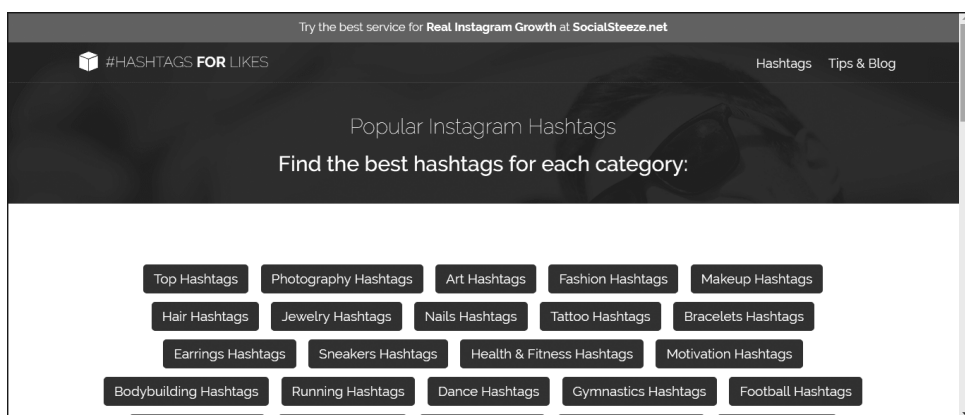 Try the best service for Real Instagram Growth at SocialSteeze.net
#HASHTAGS FOR LIKES
Hashtags Tips & Blog
Popular Instagram Hashtags
Find the best hashtags for each category:
Top Hashtags Photography Hashtags Art Hashtags Fashion Hashtags Makeup Hashtags
Hair Hashtags Jewelry Hashtags Nails Hashtags Tattoo Hashtags Bracelets Hashtags
Earrings Hashtags Sneakers Hashtags Health & Fitness Hashtags Motivation Hashtags
Bodybuilding Hashtags Running Hashtags Dance Hashtags Gymnastics Hashtags Football Hashtags